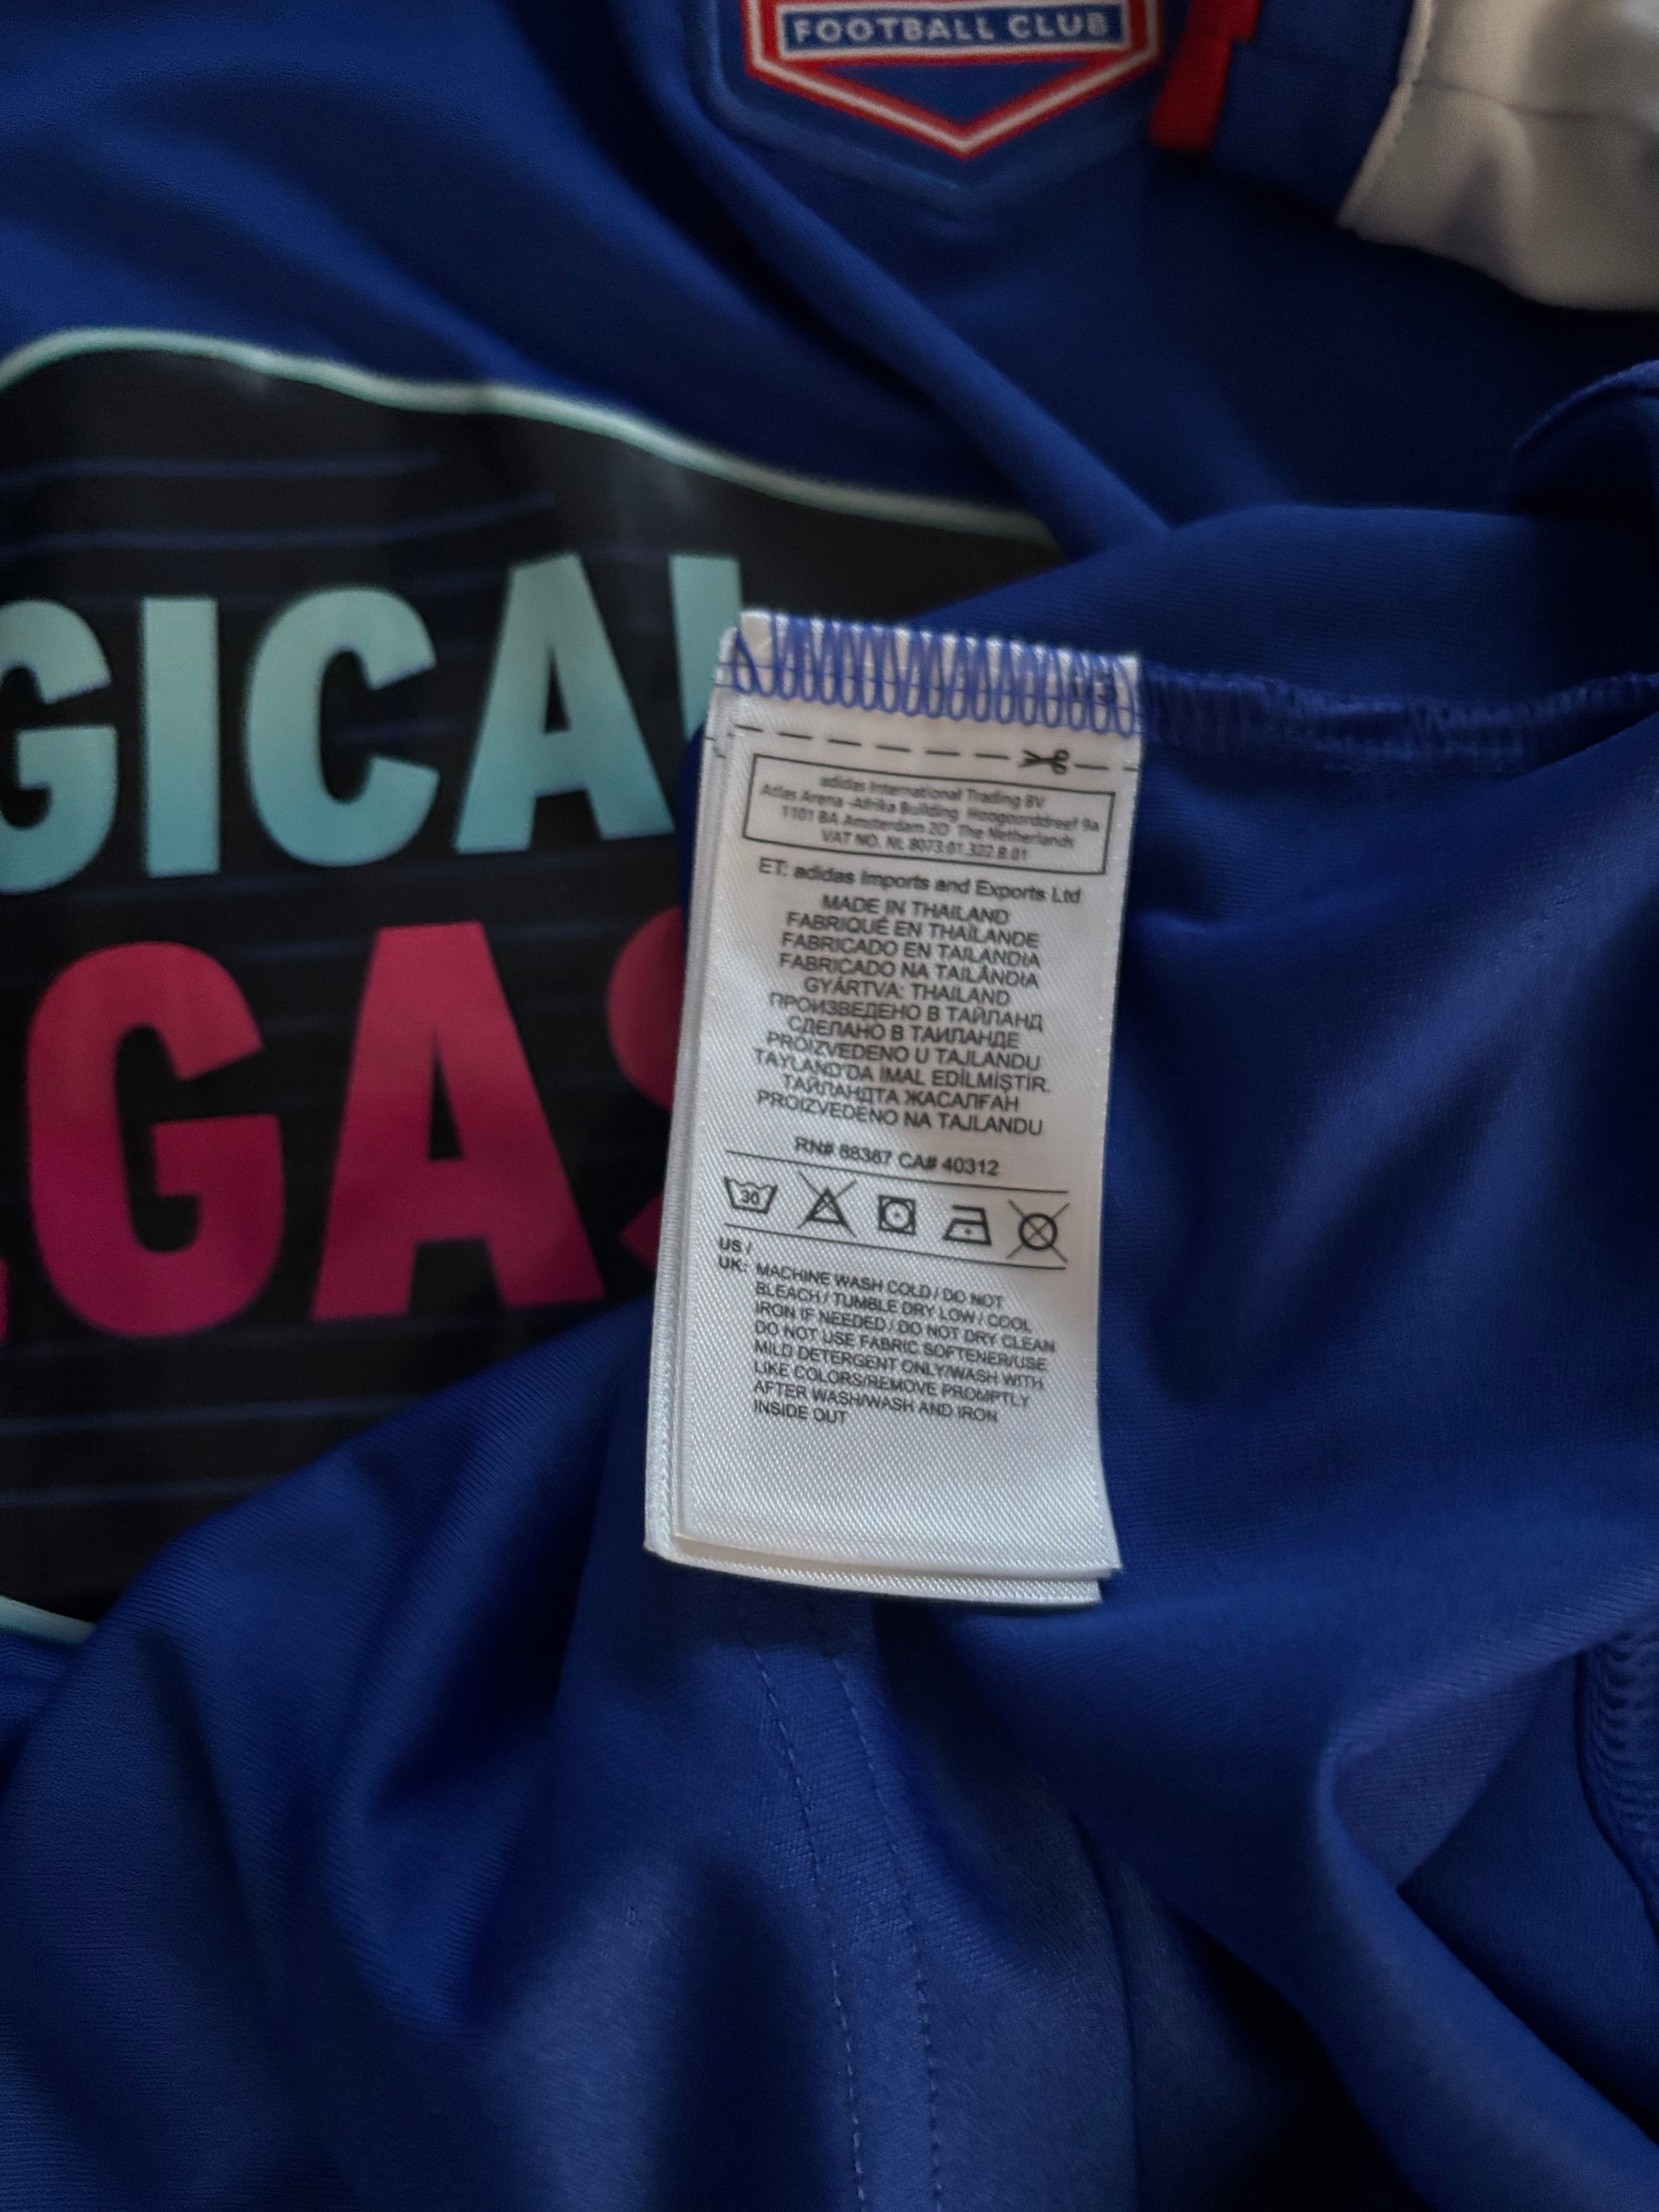 FOOTBALL CLUB
GICAL
GAS
adidas International Trading BV
Atlas Arena -Afrika Building Hoogoorddreef 9a
1101 BA Amsterdam ZO The Netherlands
VAT NO. NL 8073.01.322.B.01
ET: adidas Imports and Exports Ltd
MADE IN THAILAND
FABRIQUÉ EN THAÏLANDE
FABRICADO EN TAILANDIA
FABRICADO NA TAILÂNDIA
GYÁRTVA: THAILAND
ПРОИЗВЕДЕНО В ТАЙЛАНД
СДЕЛАНО В ТАИЛАНДЕ
PROIZVEDENO U TAJLANDU
TAYLAND'DA İMAL EDİLMİŞTİR.
ТАЙЛАНДТА ЖАСАЛҒАН
PROIZVEDENO NA TAJLANDU
RN# 88387 CA# 40312
30
US /
UK: MACHINE WASH COLD / DO NOT
BLEACH / TUMBLE DRY LOW / COOL
IRON IF NEEDED / DO NOT DRY CLEAN
DO NOT USE FABRIC SOFTENER/USE
MILD DETERGENT ONLY/WASH WITH
LIKE COLORS/REMOVE PROMPTLY
AFTER WASH/WASH AND IRON
INSIDE OUT